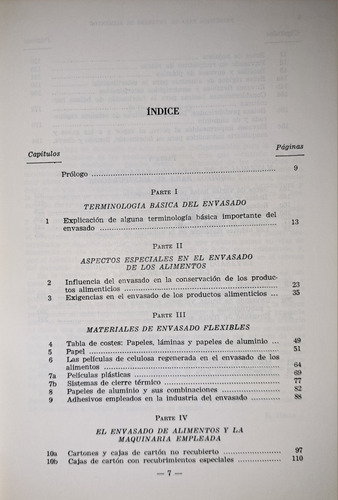 ÍNDICE
Capítulos Páginas
Prólogo 9
PARTE I
TERMINOLOGIA BÁSICA DEL ENVASADO
1 Explicación de alguna terminología básica importante del
envasado 13
PARTE II
ASPECTOS ESPECIALES EN EL ENVASADO
DE LOS ALIMENTOS
2 Influencia del envasado en la conservación de los produc-
tos alimenticios 23
3 Exigencias en el envasado de los productos alimenticios 35
PARTE III
MATERIALES DE ENVASADO FLEXIBLES
4 Tabla de costes: Papeles, láminas y papeles de aluminio 49
5 Papel 51
6 Las películas de celulosa regenerada en el envasado de los
alimentos 64
7a Películas plásticas 69
7b Sistemas de cierre térmico 77
8 Papeles de aluminio y sus combinaciones 82
9 Adhesivos empleados en la industria del envasado 88
PARTE IV
EL ENVASADO DE ALIMENTOS Y LA
MAQUINARIA EMPLEADA
10a Cartones y cajas de cartón no recubierto 97
10b Cajas de cartón con recubrimientos especiales 110
— 7 —